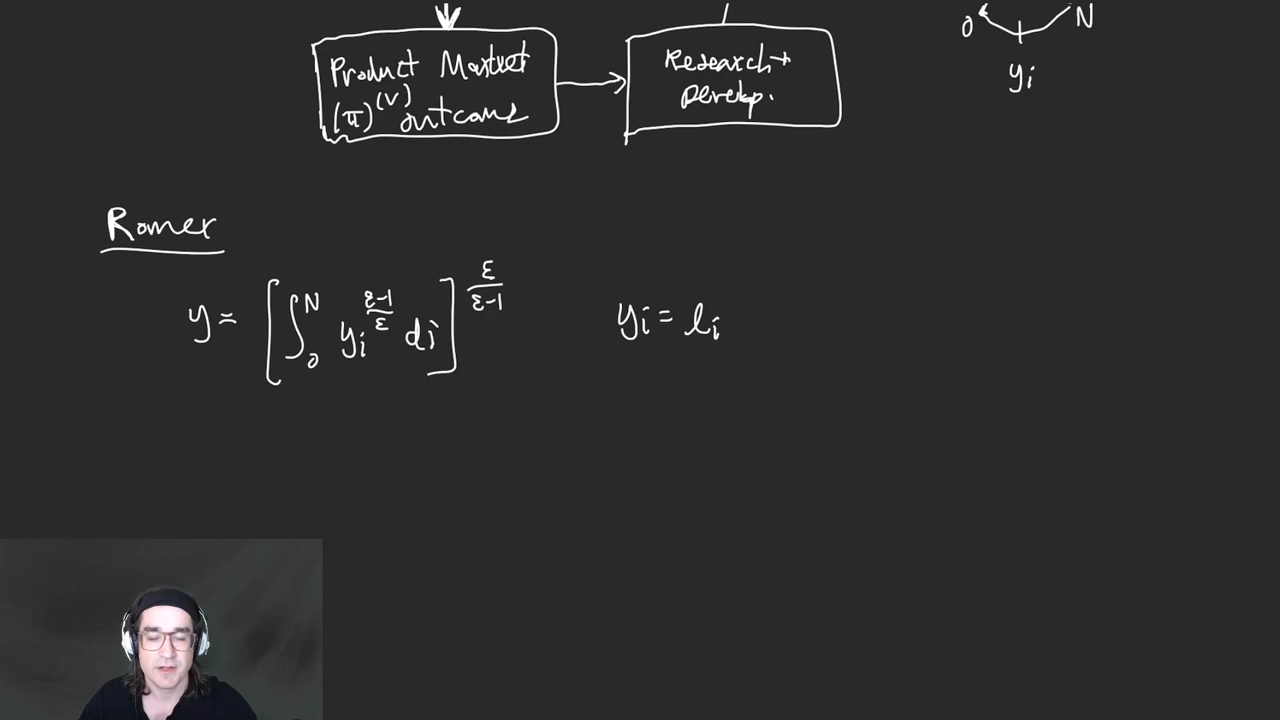 Product Market
(π)^(V) outcome
Research +
Develop.
0 N
y_i
Romer
y = [∫_0^N y_i^{(ε-1)/ε} di]^{ε/(ε-1)} y_i = l_i